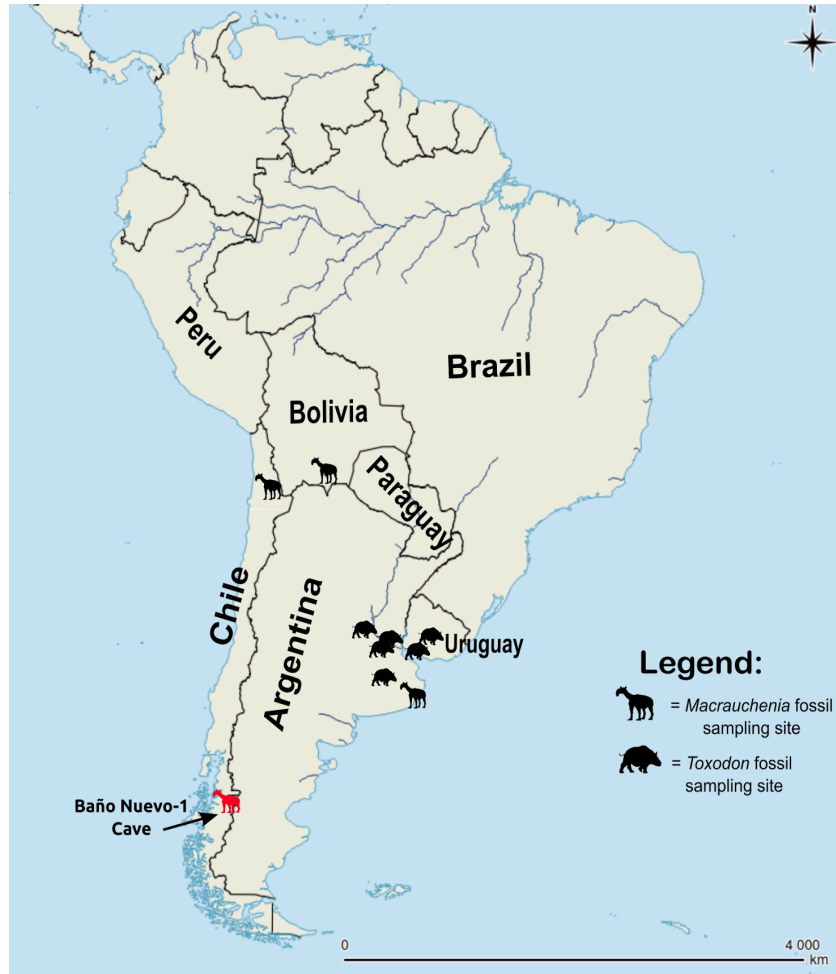 N
Peru
Brazil
Bolivia
Paraguay
Chile
Argentina
Uruguay
Legend:
= Macrauchenia fossil
sampling site
= Toxodon fossil
sampling site
Baño Nuevo-1
Cave
0
4 000
km